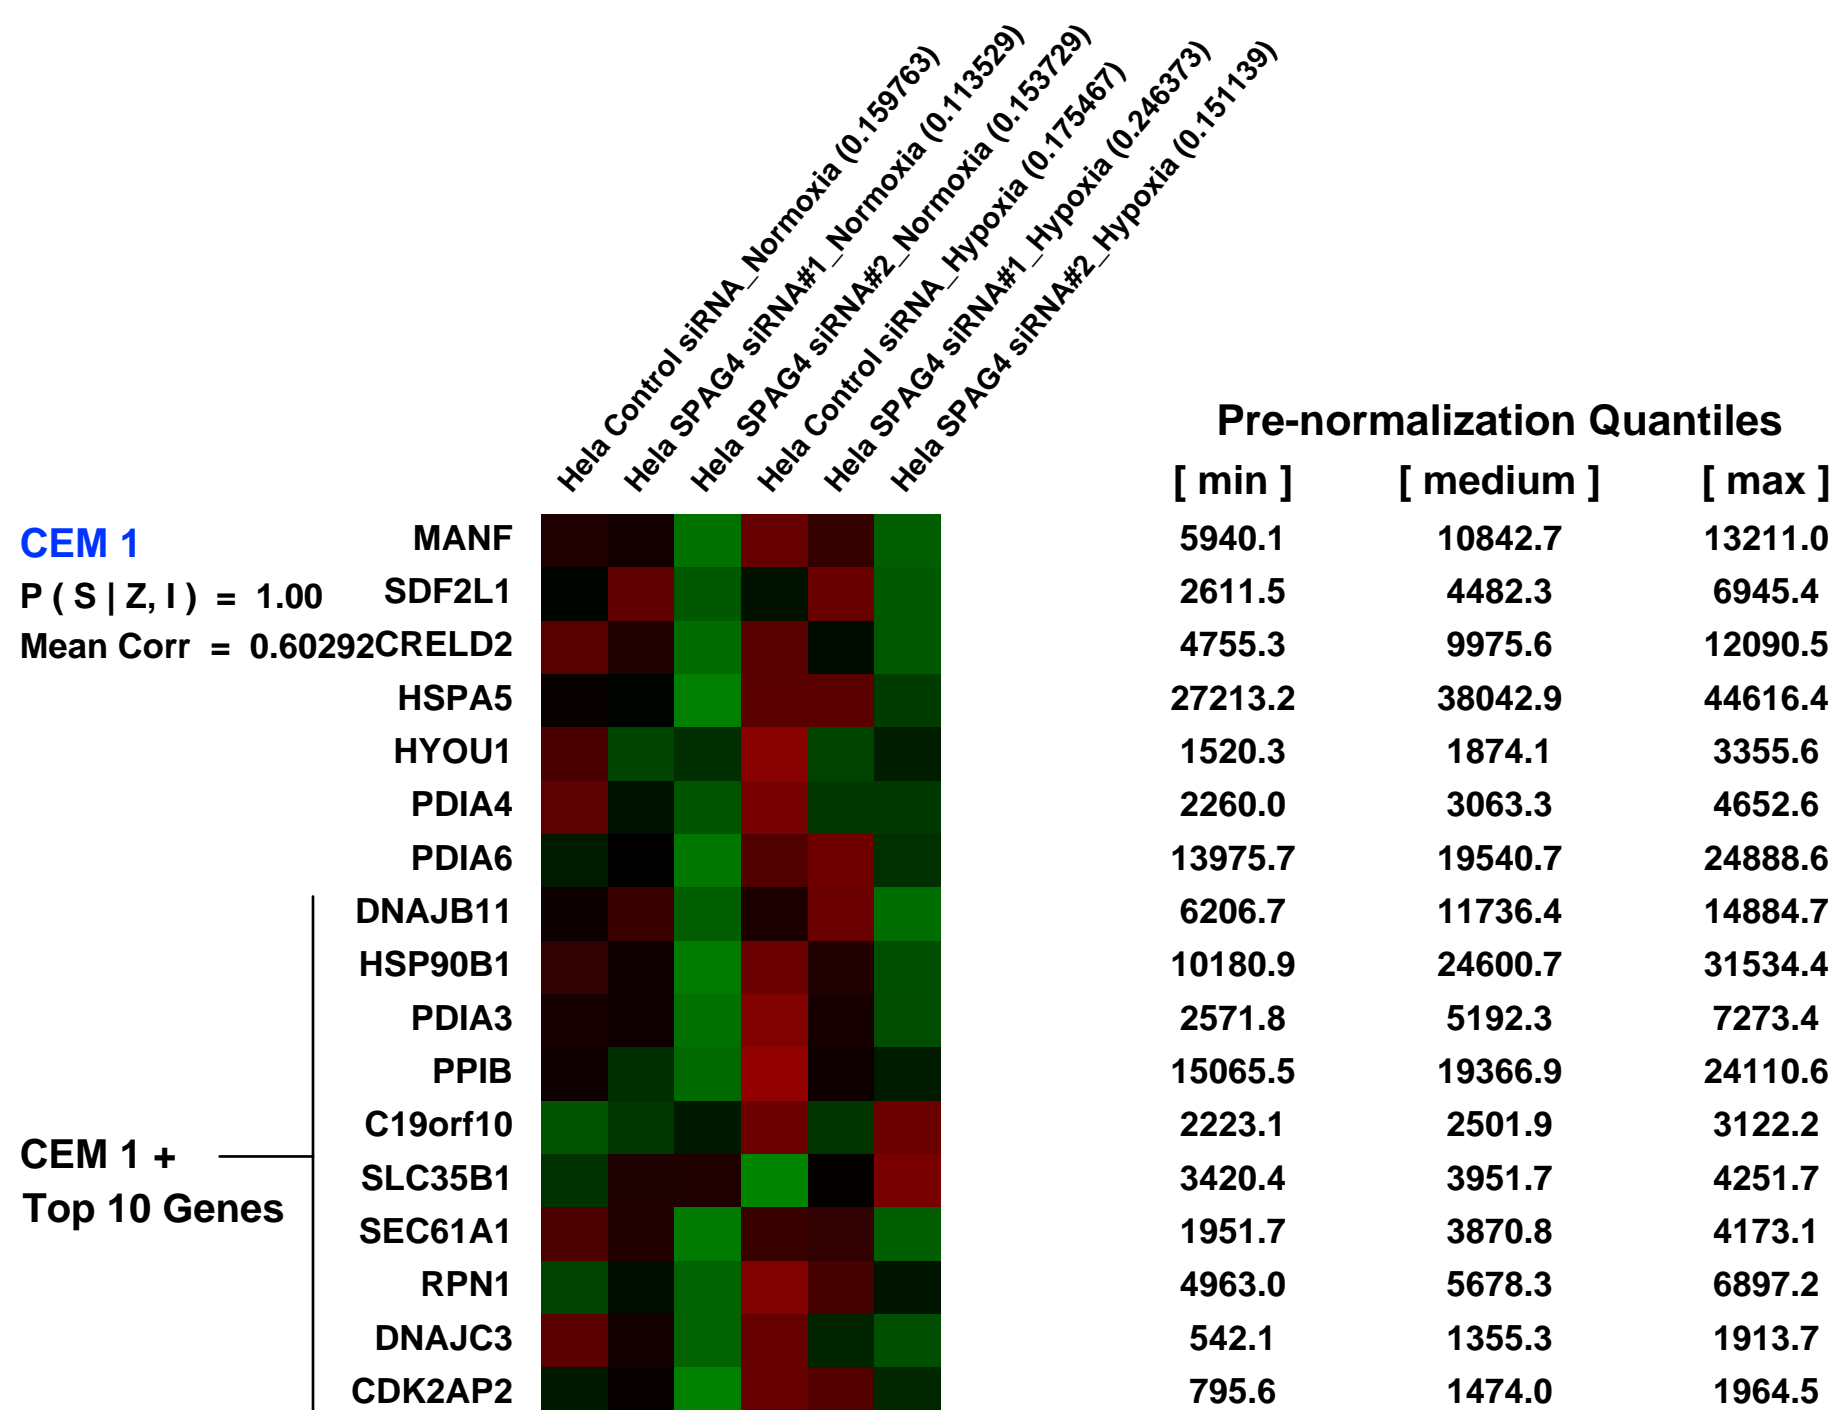 Hela Control siRNA_Normoxia (0.159763)
Hela SPAG4 siRNA#1_Normoxia (0.113529)
Hela SPAG4 siRNA#2_Normoxia (0.153729)
Hela Control siRNA_Hypoxia (0.175467)
Hela SPAG4 siRNA#1_Hypoxia (0.246373)
Hela SPAG4 siRNA#2_Hypoxia (0.151139)
Pre-normalization Quantiles
[ min ] [ medium ] [ max ]
CEM 1 MANF 5940.1 10842.7 13211.0
P ( S | Z, I ) = 1.00 SDF2L1 2611.5 4482.3 6945.4
Mean Corr = 0.60292 CRELD2 4755.3 9975.6 12090.5
HSPA5 27213.2 38042.9 44616.4
HYOU1 1520.3 1874.1 3355.6
PDIA4 2260.0 3063.3 4652.6
PDIA6 13975.7 19540.7 24888.6
DNAJB11 6206.7 11736.4 14884.7
HSP90B1 10180.9 24600.7 31534.4
PDIA3 2571.8 5192.3 7273.4
PPIB 15065.5 19366.9 24110.6
C19orf10 2223.1 2501.9 3122.2
CEM 1 +
SLC35B1 3420.4 3951.7 4251.7
Top 10 Genes
SEC61A1 1951.7 3870.8 4173.1
RPN1 4963.0 5678.3 6897.2
DNAJC3 542.1 1355.3 1913.7
CDK2AP2 795.6 1474.0 1964.5